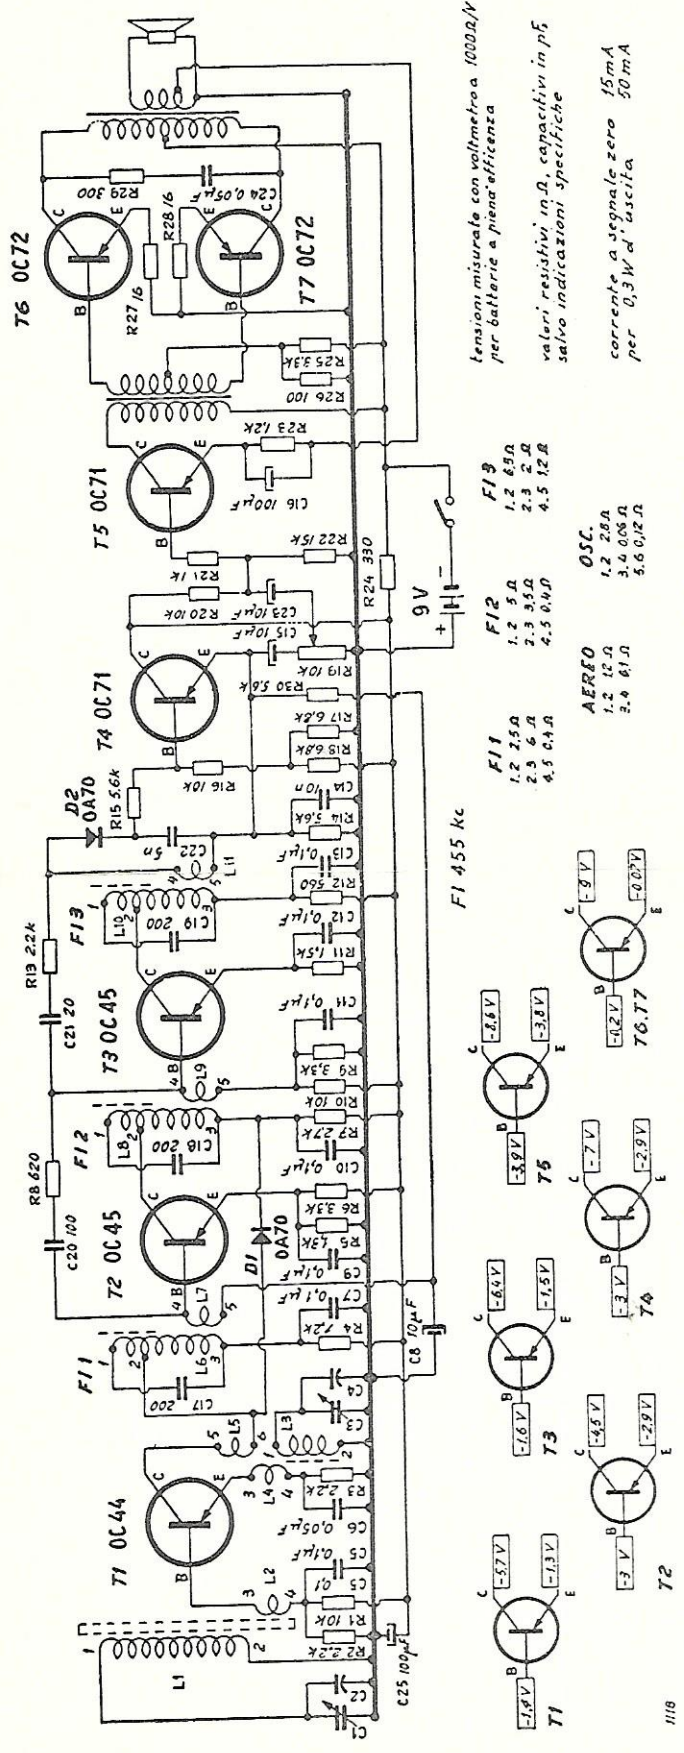 T1 OC44
T2 OC45
T3 OC45
T4 OC71
T5 OC71
T6 OC72
T7 OC72
FI1
FI2
FI3
D1
OA70
D2
OA70
L1
L2
L3
L4
L5
L6
L7
L8
L9
L10
L11
C20 100
R8 620
C21 20
R13 2.2k
R15 5.6k
C17 200
C18 200
C19 200
C22
5n
C1
C2
C25 100µF
R2 2,2k
R1 10k
C5
0,1
C5
0,1µF
C6 0,05µF
R3 2,2k
C3
C4
R4 1,2k
C7
0,1µF
C8 10µF
C9
0,1µF
R5 1,3k
R6 3,3k
C10
0,1µF
R7 2.7k
R10 10k
R9 3,3k
C11
0,1µF
R11 1,5k
C12
0,1µF
R12 560
C13
0,1µF
R14 5,6k
C14
10n
R16 18k
R18 6,8k
R17 6,8k
R30 5,6k
R19 10k
C15 10µF
C23 10µF
R20 10k
R21 1k
R22 15k
R24 330
9V
+ -
C16 100µF
R23 1,2k
R26 100
R25 3.3k
R27 16
R28 16
R29 300
C24 0,05µF
tensioni misurate con voltmetro a 1000Ω/V
per batterie a piena efficenza
valori resistivi in Ω, capacitivi in pF,
salvo indicazioni specifiche
corrente a segnale zero 15mA
per 0,3W d'uscita 50mA
FI 455 kc
FI1
1.2 2,5Ω
2.3 6Ω
4.5 0.4Ω
FI2
1.2 5Ω
2.3 3,5Ω
4.5 0.4Ω
FI3
1.2 6,5Ω
2.3 2Ω
4.5 1,2Ω
AEREO
1.2 12Ω
3.4 0,1Ω
OSC.
1.2 2.8Ω
3.4 0.06Ω
5.6 0,12Ω
T1
B -1,4V
C -5,7V
E -1.3V
T2
B -3V
C -4,5V
E -2.9V
T3
B -1.6V
C -6,4V
E -1,5V
T4
B -3V
C -7V
E -2.9V
T5
B -3,9V
C -8,6V
E -3,8V
T6.T7
B -0.2V
C -9V
E -0.02V
1118